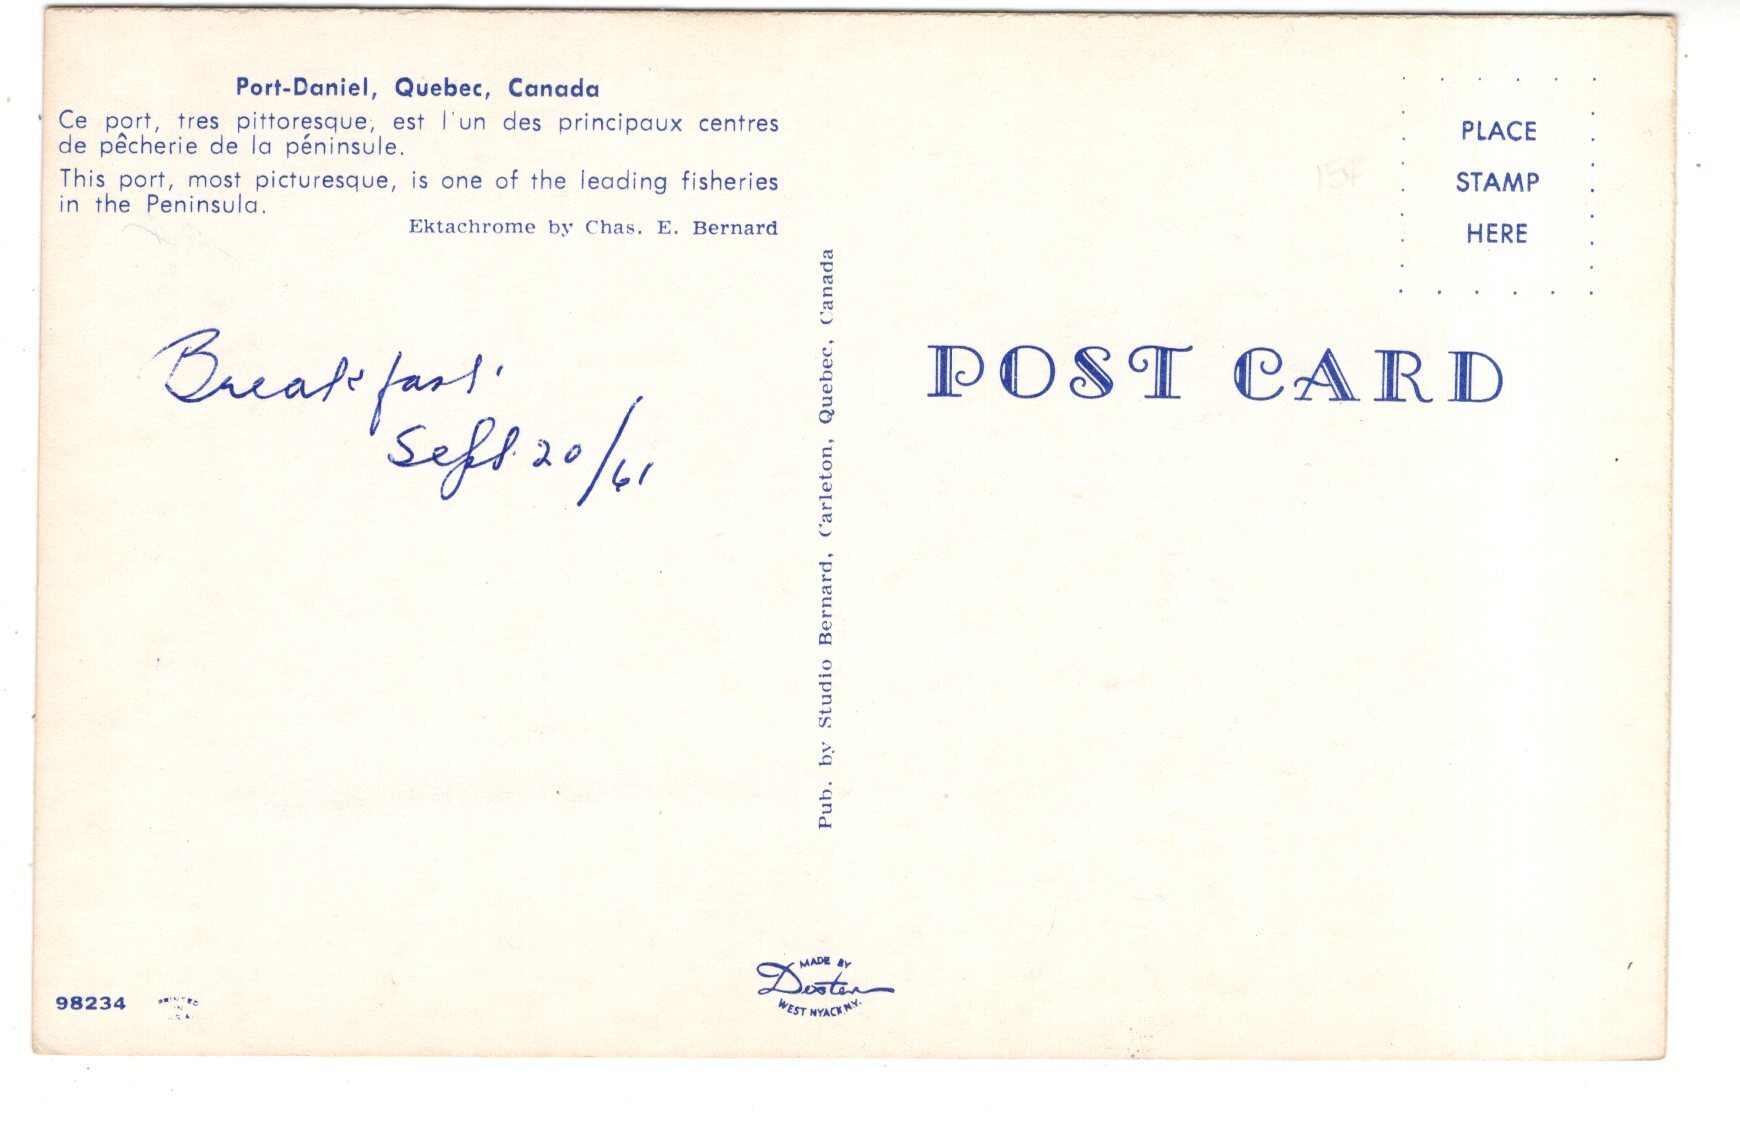 Port-Daniel, Quebec, Canada
Ce port, tres pittoresque, est l'un des principaux centres
de pêcherie de la péninsule.
This port, most picturesque, is one of the leading fisheries
in the Peninsula.
Ektachrome by Chas. E. Bernard
Breakfast
Sept. 20/61
98234
PRINTED
IN
U.S.A.
Pub. by Studio Bernard, Carleton, Quebec, Canada
MADE BY
Dexter
WEST NYACK N.Y.
PLACE
STAMP
HERE
POST CARD